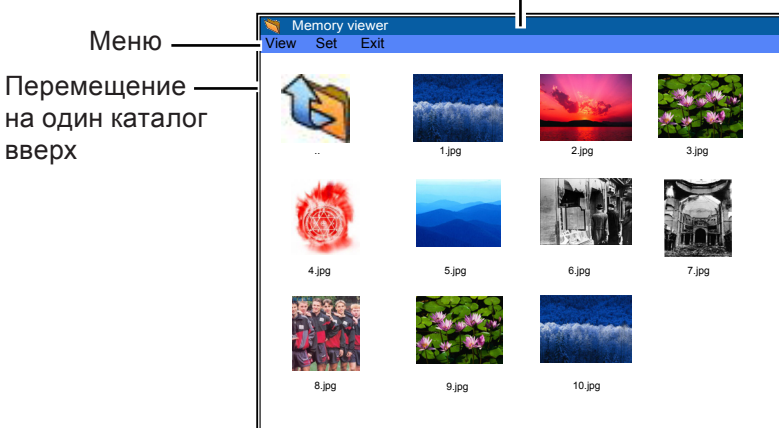 Memory viewer
Меню
View Set Exit
Перемещение
на один каталог
вверх
..
1.jpg
2.jpg
3.jpg
4.jpg
5.jpg
6.jpg
7.jpg
8.jpg
9.jpg
10.jpg